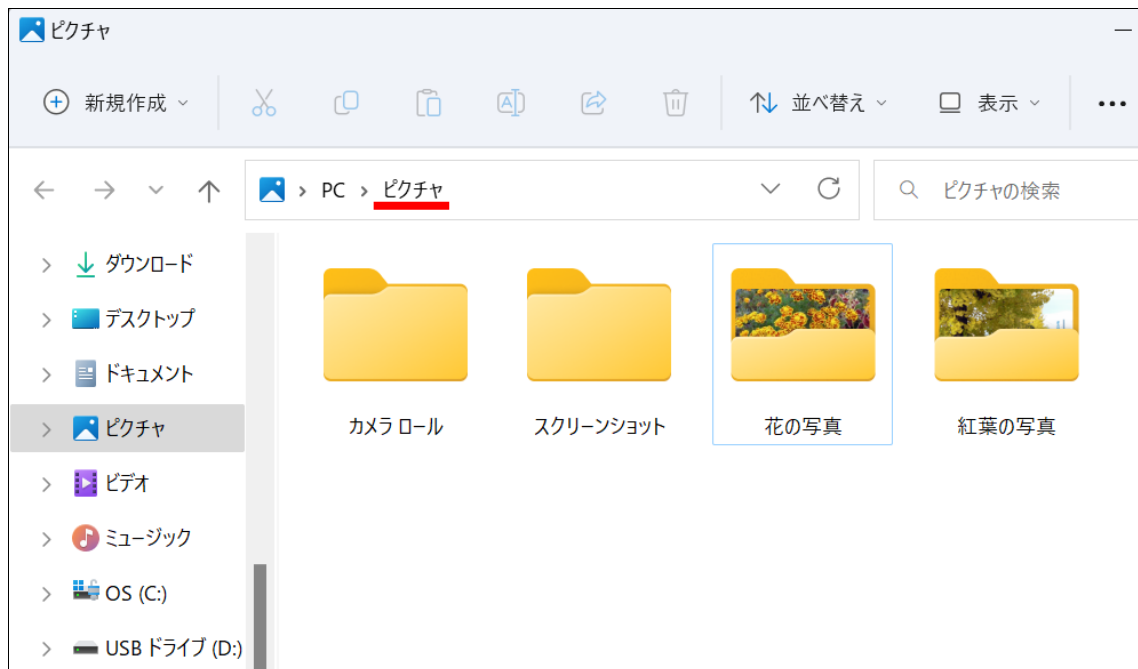 ピクチャ
新規作成
並べ替え
表示
PC > ピクチャ
ピクチャの検索
ダウンロード
デスクトップ
ドキュメント
ピクチャ
ビデオ
ミュージック
OS (C:)
USB ドライブ (D:)
カメラ ロール
スクリーンショット
花の写真
紅葉の写真